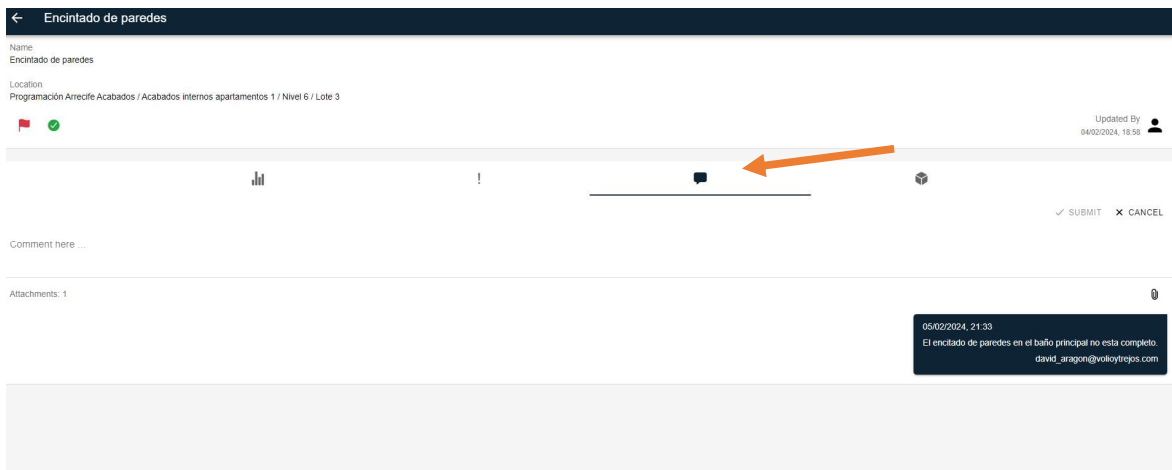 Encintado de paredes
Name
Encintado de paredes
Location
Programación Arrecife Acabados / Acabados internos apartamentos 1 / Nivel 6 / Lote 3
Updated By
04/02/2024, 18:58
!
SUBMIT CANCEL
Comment here ...
Attachments: 1
05/02/2024, 21:33
El encitado de paredes en el baño principal no esta completo.
david_aragon@volioytrejos.com